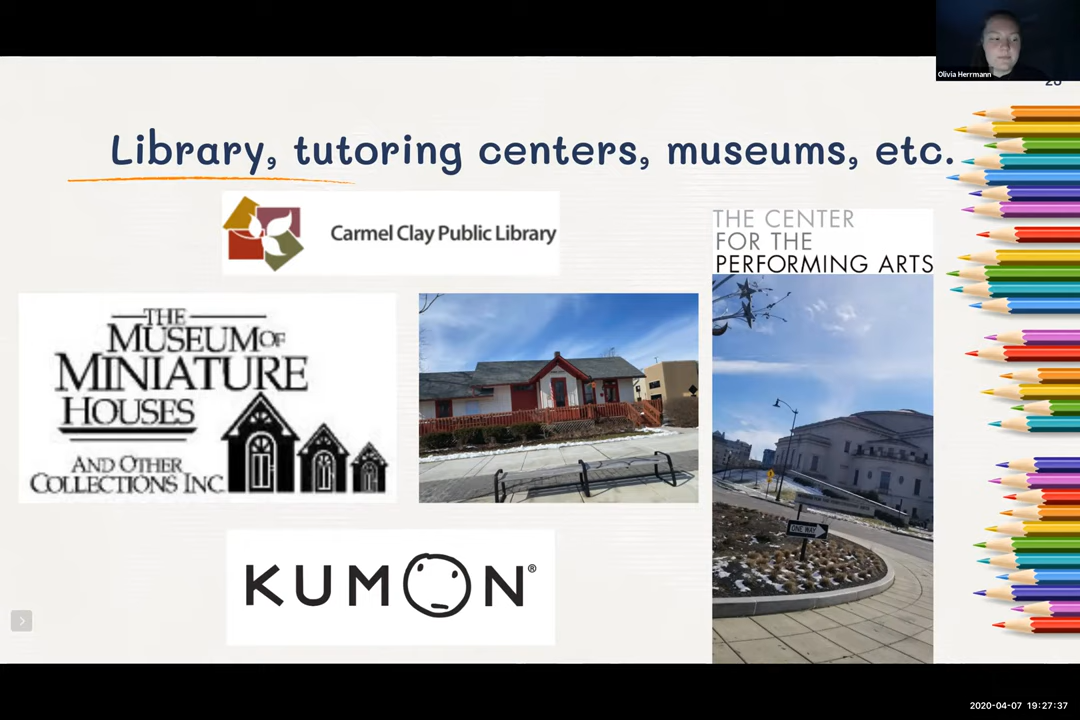 Olivia Herrmann
Library, tutoring centers, museums, etc.
Carmel Clay Public Library
THE CENTER
FOR THE
PERFORMING ARTS
THE
MUSEUM OF
MINIATURE
HOUSES
AND OTHER
COLLECTIONS INC.
ONE WAY
KUMON®
2020-04-07 19:27:37